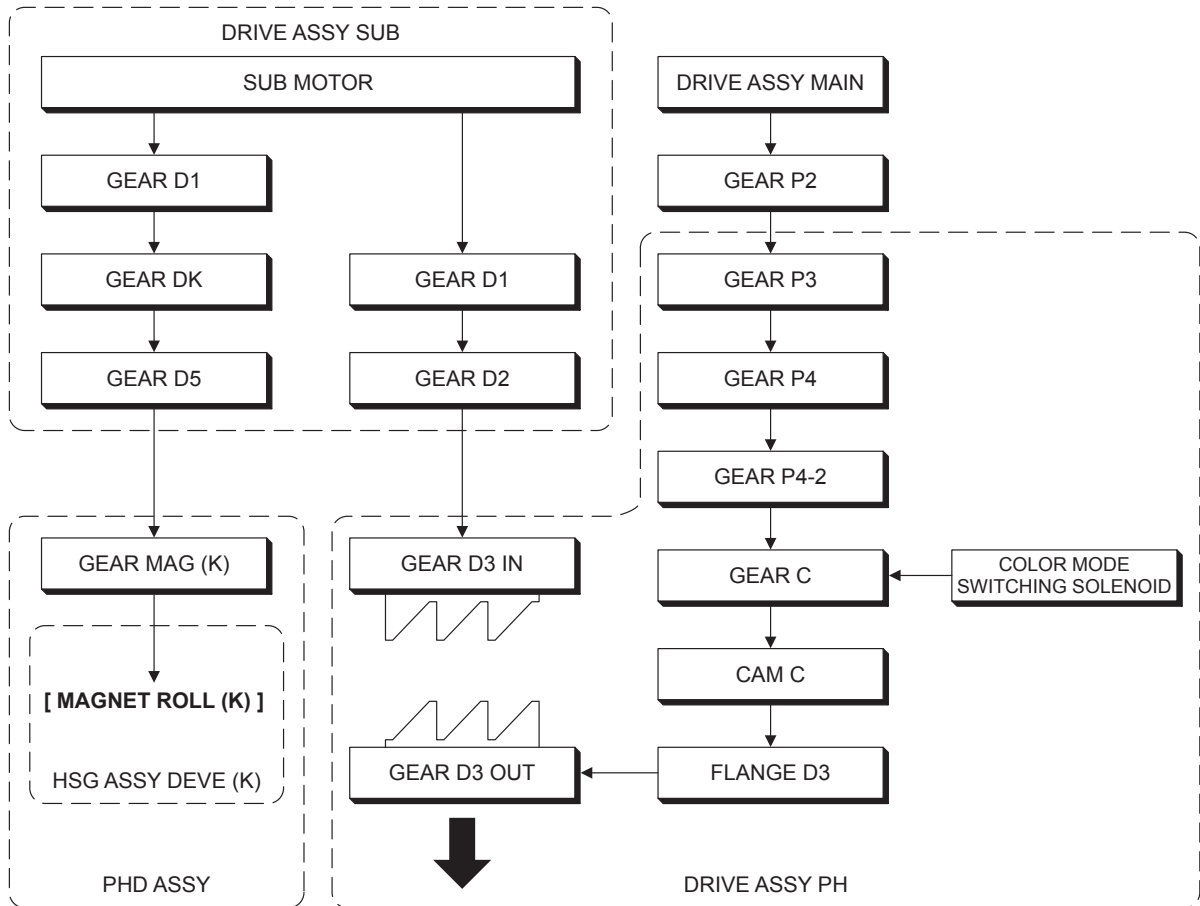 DRIVE ASSY SUB
SUB MOTOR
DRIVE ASSY MAIN
GEAR D1
GEAR P2
GEAR DK
GEAR D1
GEAR P3
GEAR D5
GEAR D2
GEAR P4
GEAR P4-2
GEAR MAG (K)
GEAR D3 IN
GEAR C
COLOR MODE
SWITCHING SOLENOID
CAM C
[ MAGNET ROLL (K) ]
HSG ASSY DEVE (K)
GEAR D3 OUT
FLANGE D3
PHD ASSY
DRIVE ASSY PH